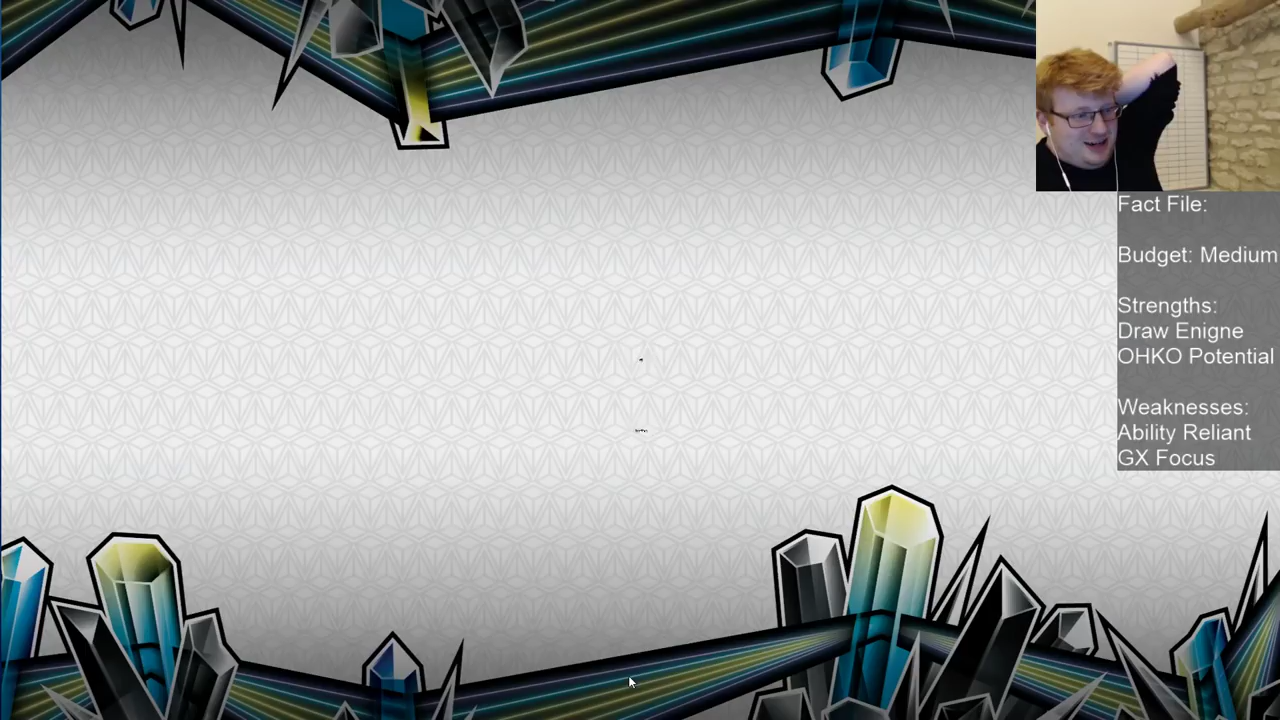 Fact File:
Budget: Medium
Strengths:
Draw Enigne
OHKO Potential
Weaknesses:
Ability Reliant
GX Focus